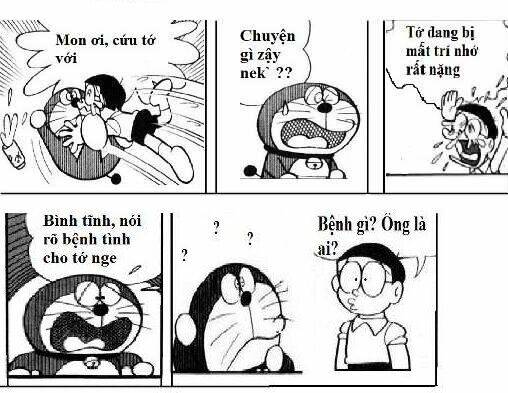 Mon ơi, cứu tớ
với
Chuyện
gì zậy
nek` ??
Tớ đang bị
mất trí nhớ
rất nặng
Bình tĩnh, nói
rõ bệnh tình
cho tớ nge
?
?
?
Bệnh gì? Ông là
ai?